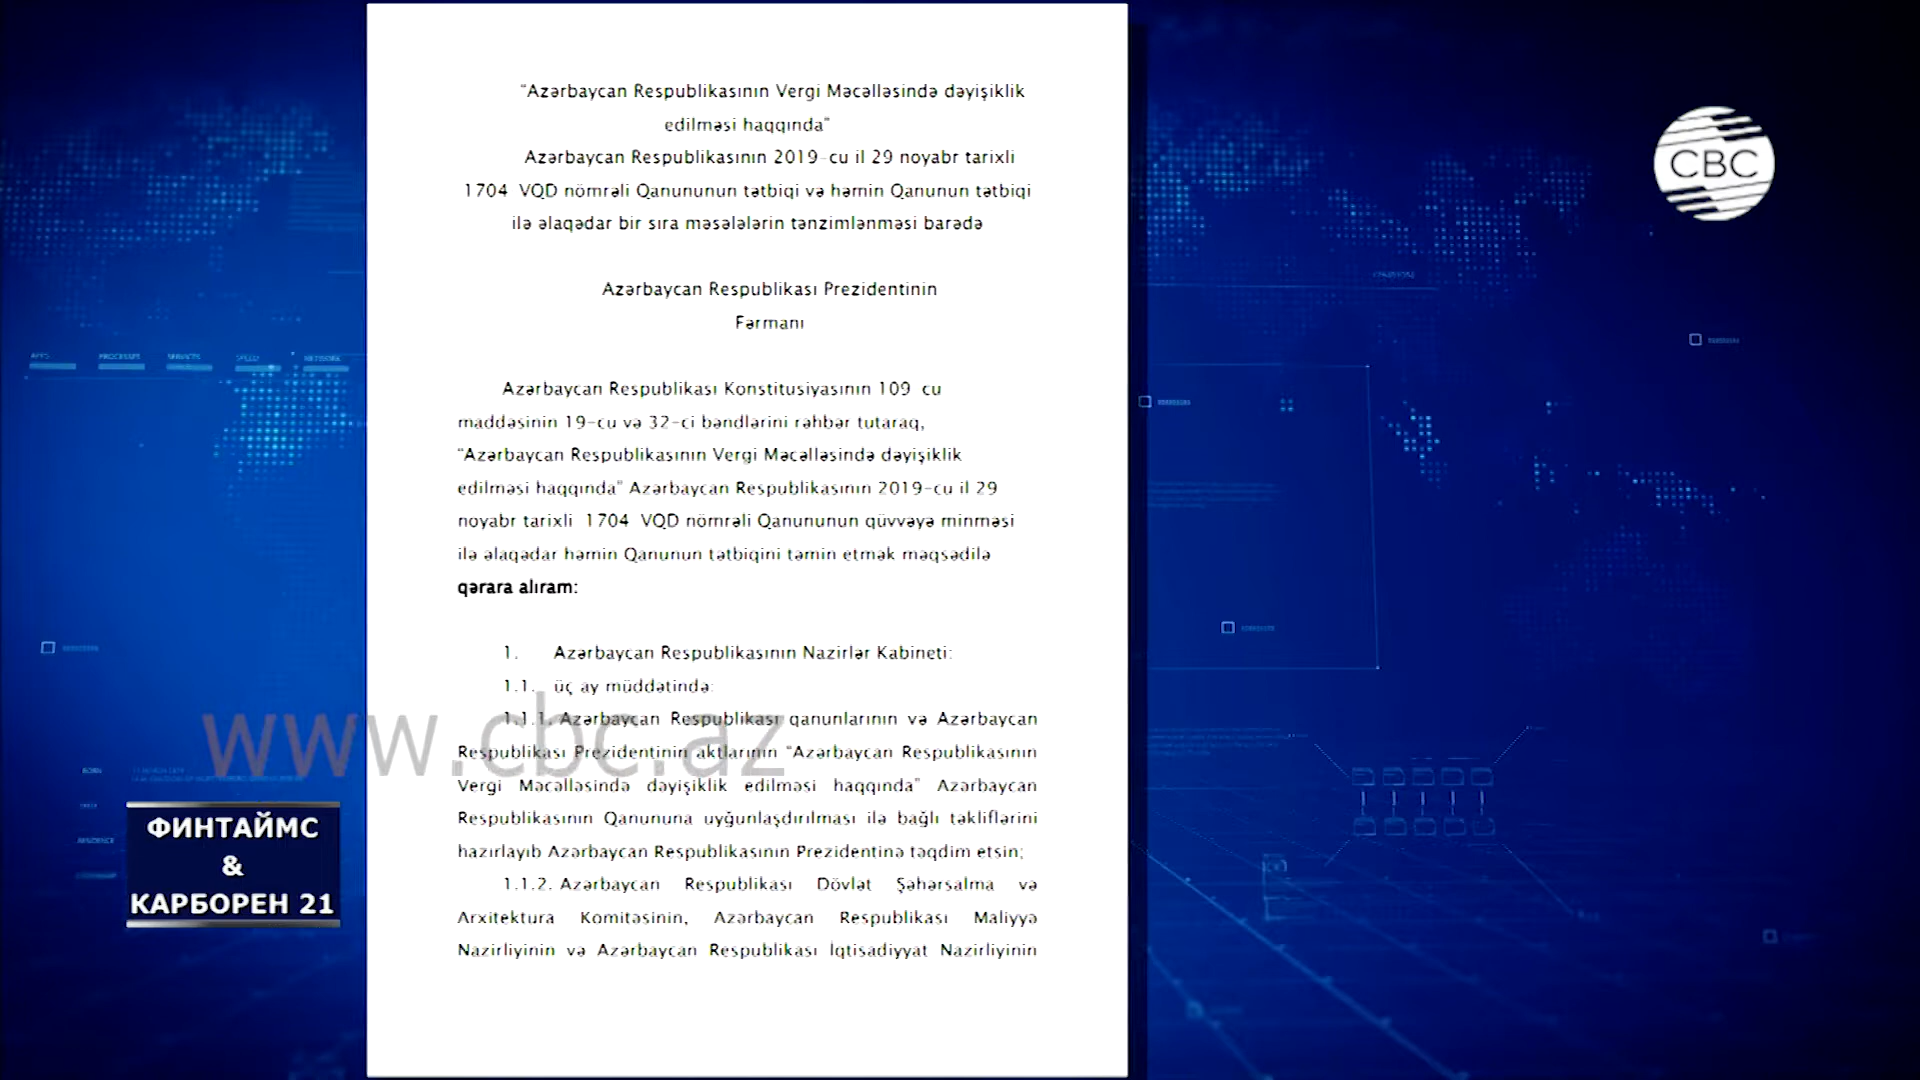 “Azərbaycan Respublikasının Vergi Məcəlləsində dəyişiklik
edilməsi haqqında”
Azərbaycan Respublikasının 2019-cu il 29 noyabr tarixli
1704 VQD nömrəli Qanununun tətbiqi və həmin Qanunun tətbiqi
ilə əlaqədar bir sıra məsələlərin tənzimlənməsi barədə
Azərbaycan Respublikası Prezidentinin
Fərmanı
Azərbaycan Respublikası Konstitusiyasının 109 cu
maddəsinin 19-cu və 32-ci bəndlərini rəhbər tutaraq,
“Azərbaycan Respublikasının Vergi Məcəlləsində dəyişiklik
edilməsi haqqında” Azərbaycan Respublikasının 2019-cu il 29
noyabr tarixli 1704 VQD nömrəli Qanununun qüvvəyə minməsi
ilə əlaqədar həmin Qanunun tətbiqini təmin etmək məqsədilə
qərara alıram:
1. Azərbaycan Respublikasının Nazirlər Kabineti:
1.1. üç ay müddətində:
1.1.1. Azərbaycan Respublikası qanunlarının və Azərbaycan
Respublikası Prezidentinin aktlarının “Azərbaycan Respublikasının
Vergi Məcəlləsində dəyişiklik edilməsi haqqında” Azərbaycan
Respublikasının Qanununa uyğunlaşdırılması ilə bağlı təkliflərini
hazırlayıb Azərbaycan Respublikasının Prezidentinə təqdim etsin;
1.1.2. Azərbaycan Respublikası Dövlət Şəhərsalma və
Arxitektura Komitəsinin, Azərbaycan Respublikası Maliyyə
Nazirliyinin və Azərbaycan Respublikası İqtisadiyyat Nazirliyinin
www.cbc.az
CBC
ФИНТАЙМС
&
КАРБОРЕН 21
APPS
PROCESSES
SERVICES
SPEED
NETWORK
BORN